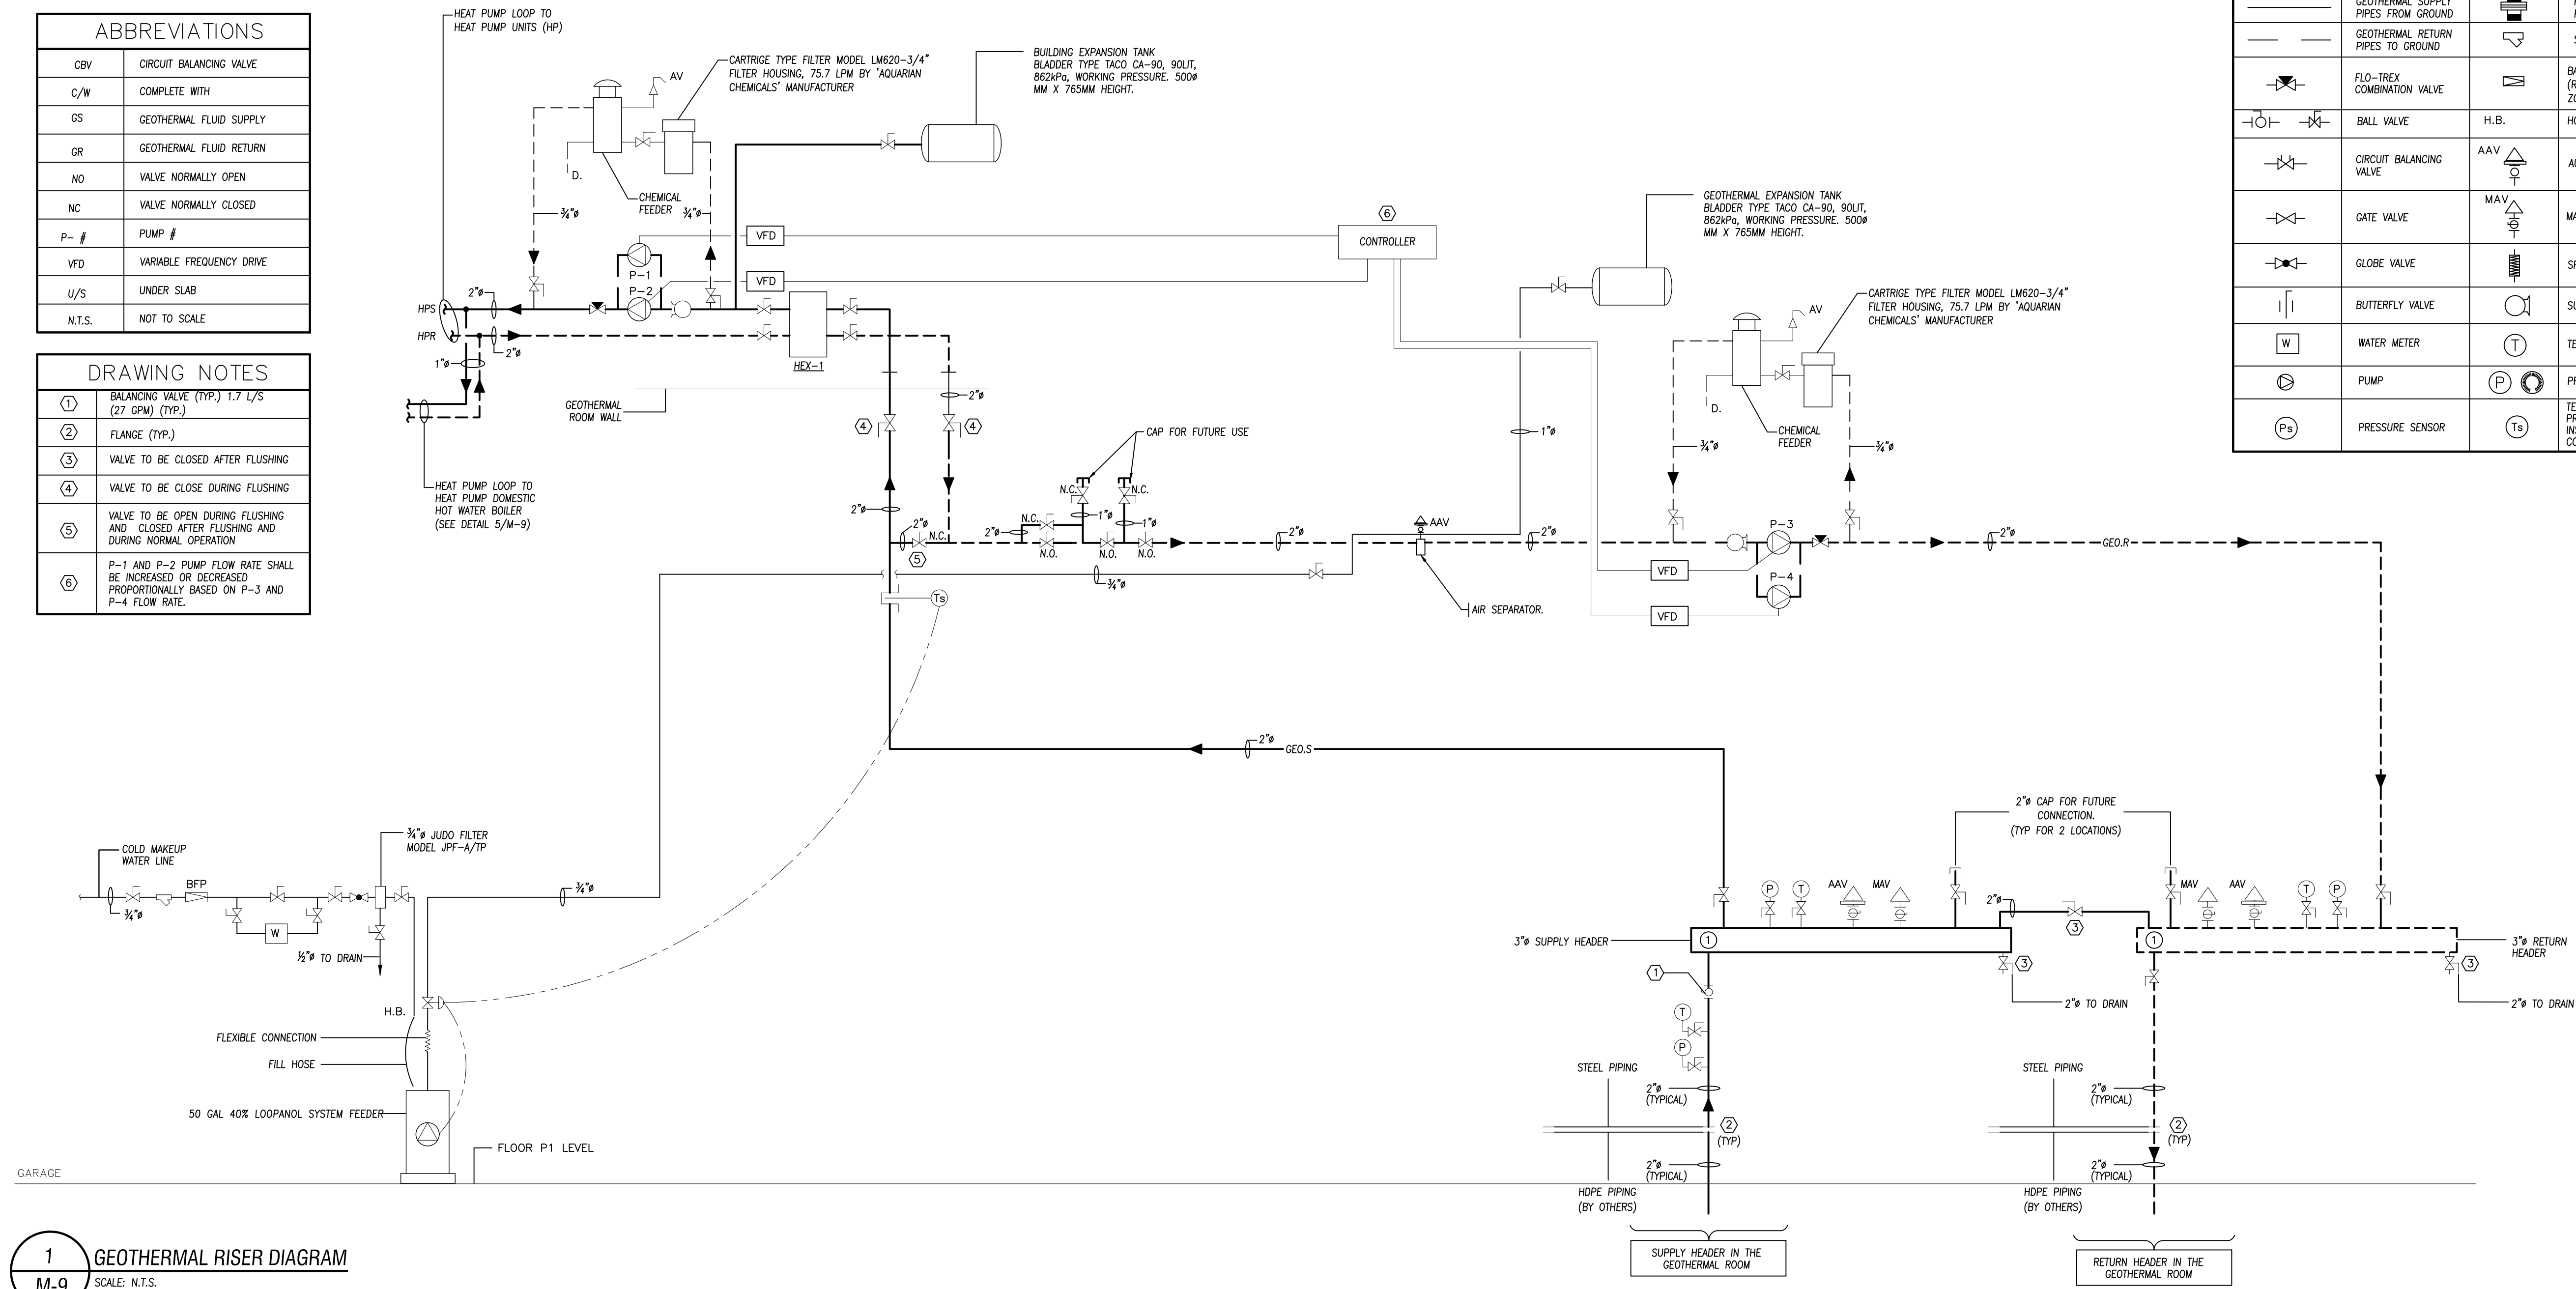 ABBREVIATIONS
CBV CIRCUIT BALANCING VALVE
C/W COMPLETE WITH
GS GEOTHERMAL FLUID SUPPLY
GR GEOTHERMAL FLUID RETURN
NO VALVE NORMALLY OPEN
NC VALVE NORMALLY CLOSED
P- # PUMP #
VFD VARIABLE FREQUENCY DRIVE
U/S UNDER SLAB
N.T.S. NOT TO SCALE
DRAWING NOTES
1 BALANCING VALVE (TYP.) 1.7 L/S
(27 GPM) (TYP.)
2 FLANGE (TYP.)
3 VALVE TO BE CLOSED AFTER FLUSHING
4 VALVE TO BE CLOSE DURING FLUSHING
5 VALVE TO BE OPEN DURING FLUSHING
AND CLOSED AFTER FLUSHING AND
DURING NORMAL OPERATION
6 P-1 AND P-2 PUMP FLOW RATE SHALL
BE INCREASED OR DECREASED
PROPORTIONALLY BASED ON P-3 AND
P-4 FLOW RATE.
HEAT PUMP LOOP TO
HEAT PUMP UNITS (HP)
CARTRIGE TYPE FILTER MODEL LM620-3/4"
FILTER HOUSING, 75.7 LPM BY 'AQUARIAN
CHEMICALS' MANUFACTURER
AV
D.
CHEMICAL
FEEDER
¾"ø
¾"ø
BUILDING EXPANSION TANK
BLADDER TYPE TACO CA-90, 90LIT,
862kPa, WORKING PRESSURE. 500ø
MM X 765MM HEIGHT.
VFD
VFD
P-1
P-2
HPS
HPR
2"ø
2"ø
1"ø
HEX-1
GEOTHERMAL
ROOM WALL
HEAT PUMP LOOP TO
HEAT PUMP DOMESTIC
HOT WATER BOILER
(SEE DETAIL 5/M-9)
6
CONTROLLER
GEOTHERMAL EXPANSION TANK
BLADDER TYPE TACO CA-90, 90LIT,
862kPa, WORKING PRESSURE. 500ø
MM X 765MM HEIGHT.
CARTRIGE TYPE FILTER MODEL LM620-3/4"
FILTER HOUSING, 75.7 LPM BY 'AQUARIAN
CHEMICALS' MANUFACTURER
AV
D.
CHEMICAL
FEEDER
¾"ø
¾"ø
1"ø
2"ø
4
4
CAP FOR FUTURE USE
N.C.
N.C.
1"ø
1"ø
2"ø
2"ø
N.C.
5
2"ø
N.C.
N.O.
N.O.
N.O.
2"ø
AAV
2"ø
P-3
P-4
VFD
VFD
2"ø
GEO.R
¾"ø
AIR SEPARATOR.
Ts
2"ø
GEO.S
GEOTHERMAL SUPPLY
PIPES FROM GROUND
GEOTHERMAL RETURN
PIPES TO GROUND
FLO-TREX
COMBINATION VALVE
BALL VALVE
H.B.
CIRCUIT BALANCING
VALVE
AAV
GATE VALVE
MAV
GLOBE VALVE
BUTTERFLY VALVE
W WATER METER
T
PUMP
P
Ps PRESSURE SENSOR
Ts
COLD MAKEUP
WATER LINE
¾"ø
BFP
W
¾"ø JUDO FILTER
MODEL JPF-A/TP
½"ø TO DRAIN
¾"ø
H.B.
FLEXIBLE CONNECTION
FILL HOSE
50 GAL 40% LOOPANOL SYSTEM FEEDER
FLOOR P1 LEVEL
GARAGE
2"ø CAP FOR FUTURE
CONNECTION.
(TYP FOR 2 LOCATIONS)
P
T
AAV
MAV
2"ø
3
MAV
AAV
T
P
3"ø SUPPLY HEADER
1
1
3"ø RETURN
HEADER
3
2"ø TO DRAIN
3
2"ø TO DRAIN
1
T
P
STEEL PIPING
2"ø
(TYPICAL)
2
(TYP)
2"ø
(TYPICAL)
HDPE PIPING
(BY OTHERS)
SUPPLY HEADER IN THE
GEOTHERMAL ROOM
STEEL PIPING
2"ø
(TYPICAL)
2
(TYP)
2"ø
(TYPICAL)
HDPE PIPING
(BY OTHERS)
RETURN HEADER IN THE
GEOTHERMAL ROOM
1
M-9
GEOTHERMAL RISER DIAGRAM
SCALE: N.T.S.